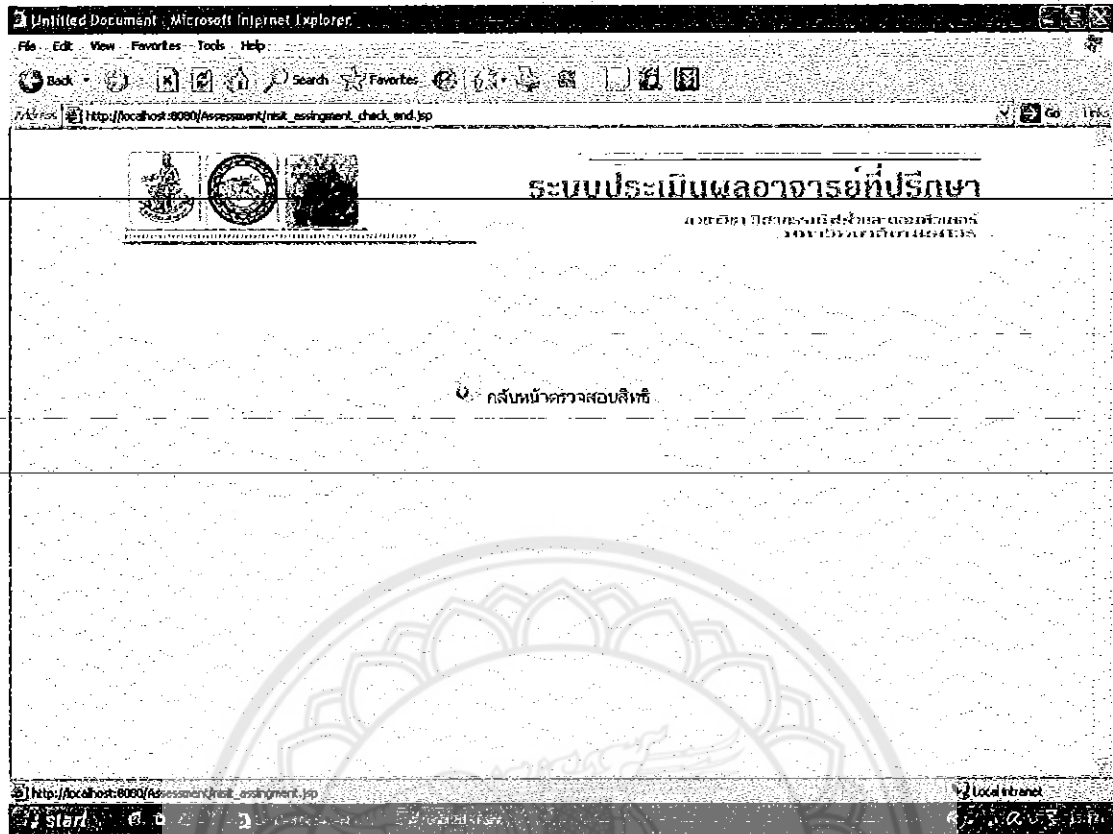 Untitled Document - Microsoft Internet Explorer
File Edit View Favorites Tools Help
Back Search Favorites
Address http://localhost:8080/Assessment/nisit_assingment_check_end.jsp Go Links
ระบบประเมินผลอาจารย์ที่ปรึกษา
กลับหน้าตรวจสอบสิทธิ
http://localhost:8080/Assessment/nisit_assingment.jsp Local intranet
start